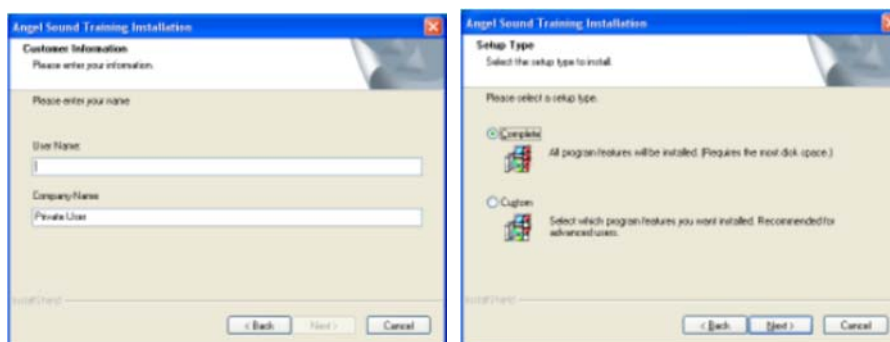 Angel Sound Training Installation
Customer Information
Please enter your information.
Please enter your name
User Name:
Company Name:
Private User
InstallShield
< Back
Next >
Cancel
Angel Sound Training Installation
Setup Type
Select the setup type to install.
Please select a setup type.
Complete
All program features will be installed. (Requires the most disk space.)
Custom
Select which program features you want installed. Recommended for
advanced users.
InstallShield
< Back
Next >
Cancel